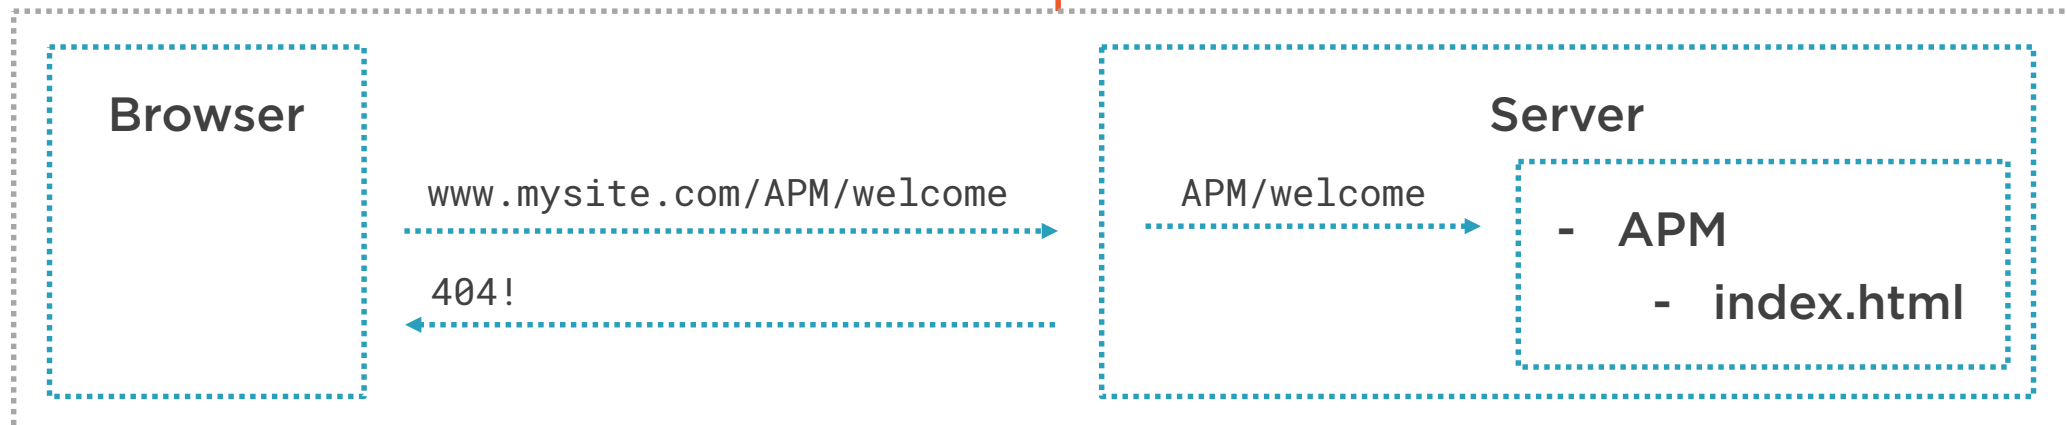 Browser
Server
www.mysite.com/APM/welcome
APM/welcome
- APM
404!
- index.html